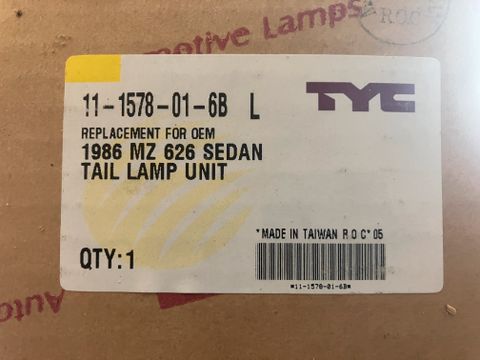 motive Lamps
R.O.C
11-1578-01-6B L
TYC
REPLACEMENT FOR OEM
1986 MZ 626 SEDAN
TAIL LAMP UNIT
*MADE IN TAIWAN R O C* 05
QTY:1
*11-1578-01-6B*
Auto